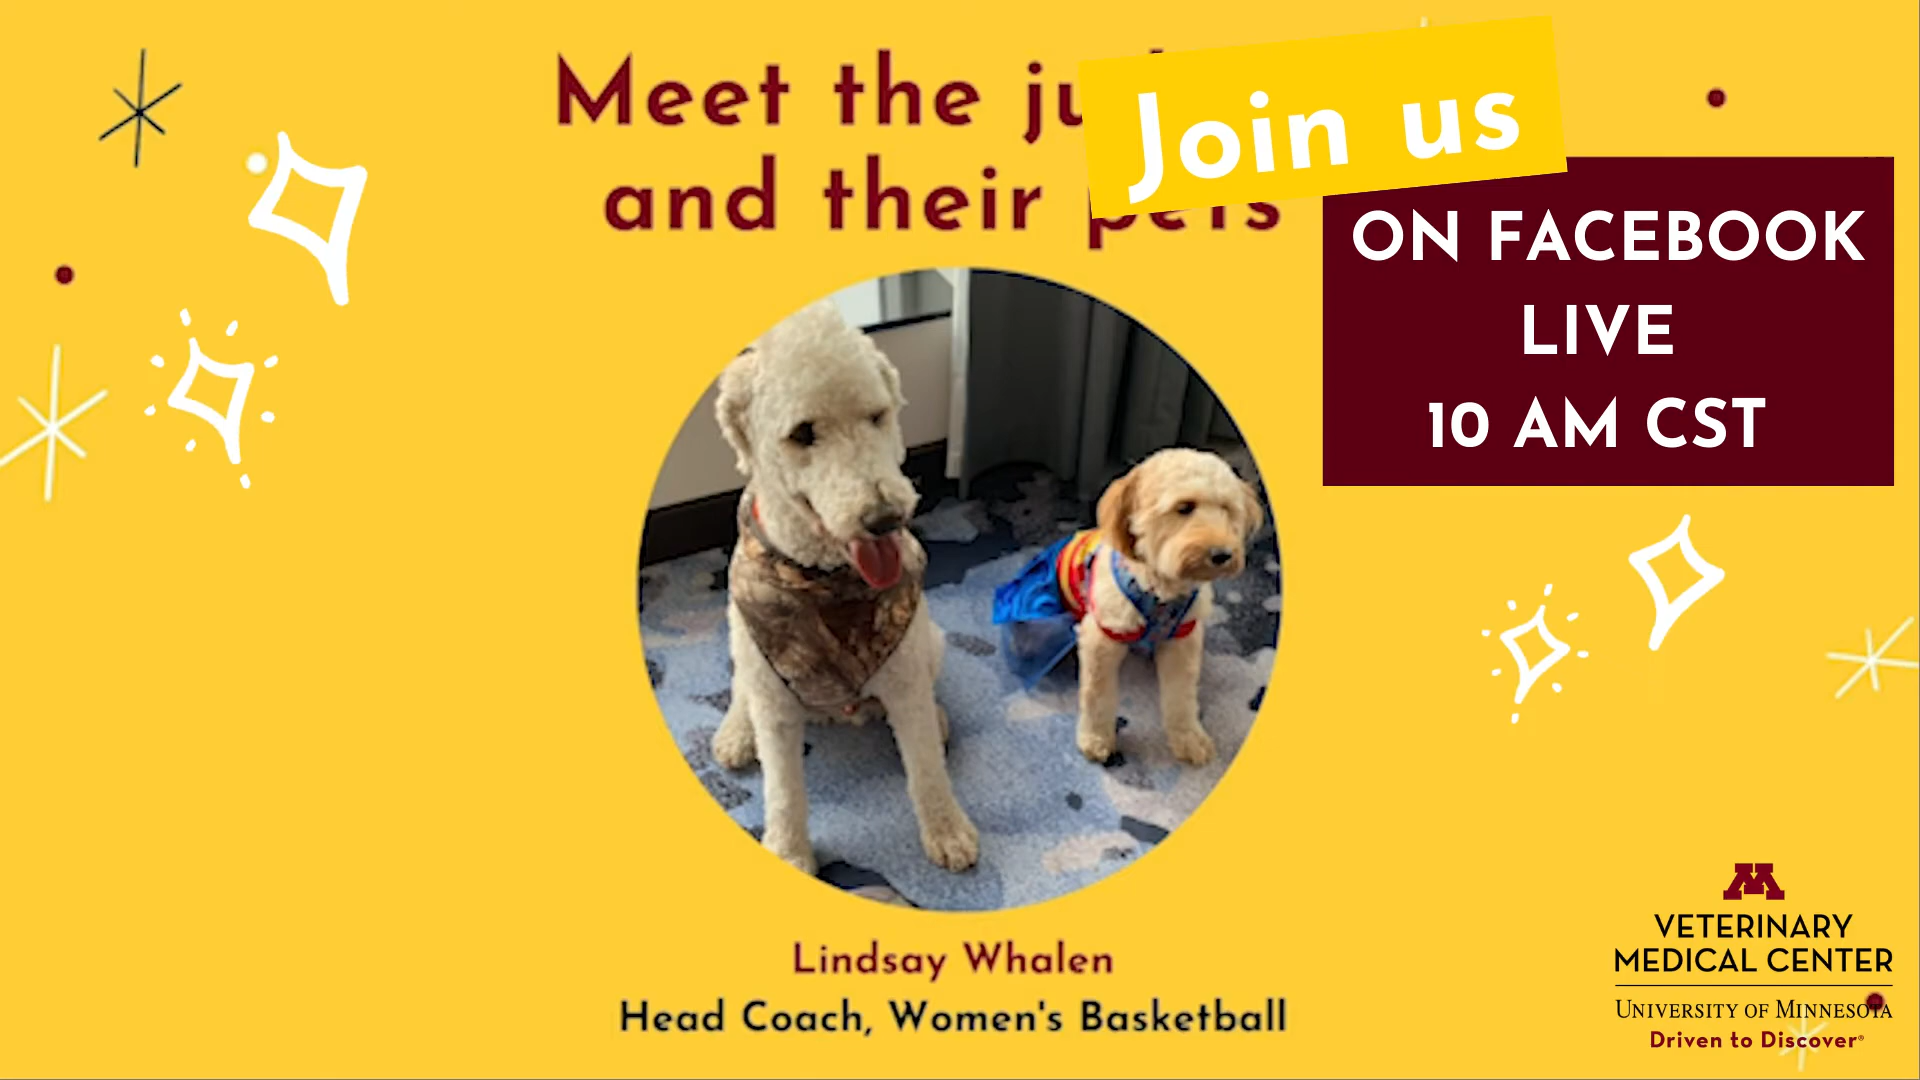 Meet the
and their pets
Join us
ON FACEBOOK
LIVE
10 AM CST
Lindsay Whalen
Head Coach, Women's Basketball
M
VETERINARY
MEDICAL CENTER
UNIVERSITY OF MINNESOTA
Driven to Discover®